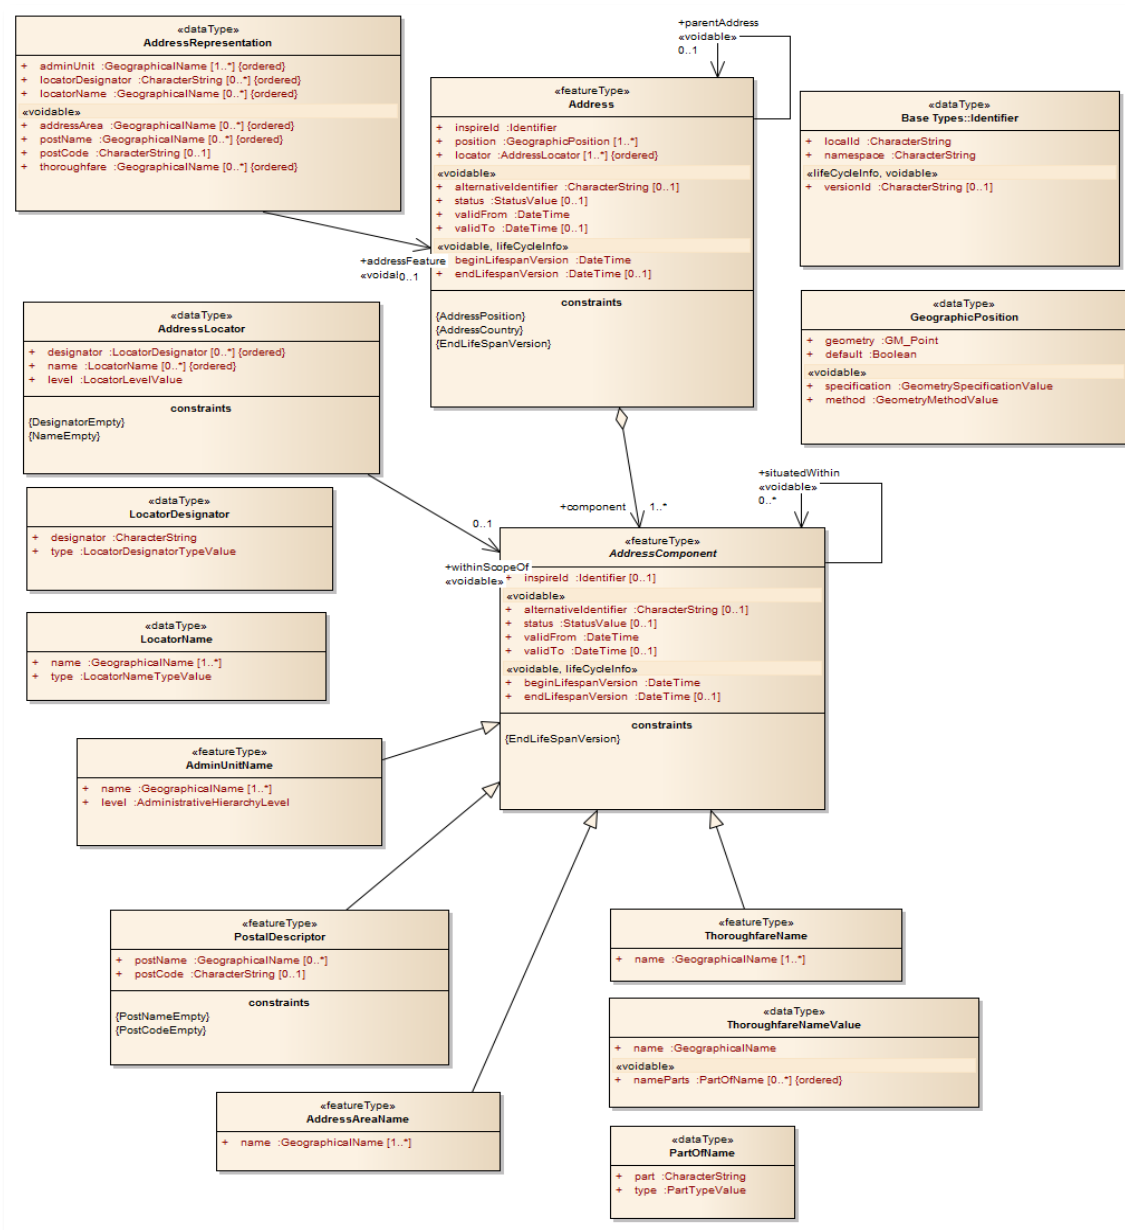 «dataType»
AddressRepresentation
+ adminUnit :GeographicalName [1..*] {ordered}
+ locatorDesignator :CharacterString [0..*] {ordered}
+ locatorName :GeographicalName [0..*] {ordered}
«voidable»
+ addressArea :GeographicalName [0..*] {ordered}
+ postName :GeographicalName [0..*] {ordered}
+ postCode :CharacterString [0..1]
+ thoroughfare :GeographicalName [0..*] {ordered}
+parentAddress
«voidable»
0..1
«featureType»
Address
+ inspireId :Identifier
+ position :GeographicPosition [1..*]
+ locator :AddressLocator [1..*] {ordered}
«voidable»
+ alternativeIdentifier :CharacterString [0..1]
+ status :StatusValue [0..1]
+ validFrom :DateTime
+ validTo :DateTime [0..1]
«voidable, lifeCycleInfo»
beginLifespanVersion :DateTime
+ endLifespanVersion :DateTime [0..1]
constraints
{AddressPosition}
{AddressCountry}
{EndLifeSpanVersion}
+addressFeature
«voidal 0..1
«dataType»
Base Types::Identifier
+ localId :CharacterString
+ namespace :CharacterString
«lifeCycleInfo, voidable»
+ versionId :CharacterString [0..1]
«dataType»
GeographicPosition
+ geometry :GM_Point
+ default :Boolean
«voidable»
+ specification :GeometrySpecificationValue
+ method :GeometryMethodValue
«dataType»
AddressLocator
+ designator :LocatorDesignator [0..*] {ordered}
+ name :LocatorName [0..*] {ordered}
+ level :LocatorLevelValue
constraints
{DesignatorEmpty}
{NameEmpty}
«dataType»
LocatorDesignator
+ designator :CharacterString
+ type :LocatorDesignatorTypeValue
«dataType»
LocatorName
+ name :GeographicalName [1..*]
+ type :LocatorNameTypeValue
+component 1..*
+situatedWithin
«voidable»
0..*
0..1
+withinScopeOf
«voidable»
«featureType»
AddressComponent
+ inspireId :Identifier [0..1]
«voidable»
+ alternativeIdentifier :CharacterString [0..1]
+ status :StatusValue [0..1]
+ validFrom :DateTime
+ validTo :DateTime [0..1]
«voidable, lifeCycleInfo»
+ beginLifespanVersion :DateTime
+ endLifespanVersion :DateTime [0..1]
constraints
{EndLifeSpanVersion}
«featureType»
AdminUnitName
+ name :GeographicalName [1..*]
+ level :AdministrativeHierarchyLevel
«featureType»
PostalDescriptor
+ postName :GeographicalName [0..*]
+ postCode :CharacterString [0..1]
constraints
{PostNameEmpty}
{PostCodeEmpty}
«featureType»
ThoroughfareName
+ name :GeographicalName [1..*]
«dataType»
ThoroughfareNameValue
+ name :GeographicalName
«voidable»
+ nameParts :PartOfName [0..*] {ordered}
«featureType»
AddressAreaName
+ name :GeographicalName [1..*]
«dataType»
PartOfName
+ part :CharacterString
+ type :PartTypeValue